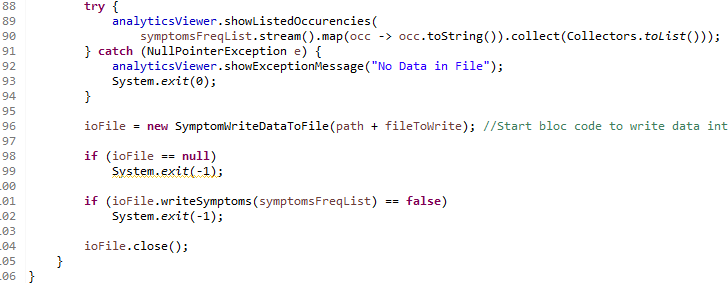 88 try {
89 analyticsViewer.showListedOccurencies(
90 symptomsFreqList.stream().map(occ -> occ.toString()).collect(Collectors.toList()));
91 } catch (NullPointerException e) {
92 analyticsViewer.showExceptionMessage("No Data in File");
93 System.exit(0);
94 }
95
96 ioFile = new SymptomWriteDataToFile(path + fileToWrite); //Start bloc code to write data int
97
98 if (ioFile == null)
99 System.exit(-1);
00
01 if (ioFile.writeSymptoms(symptomsFreqList) == false)
02 System.exit(-1);
03
04 ioFile.close();
05 }
06 }